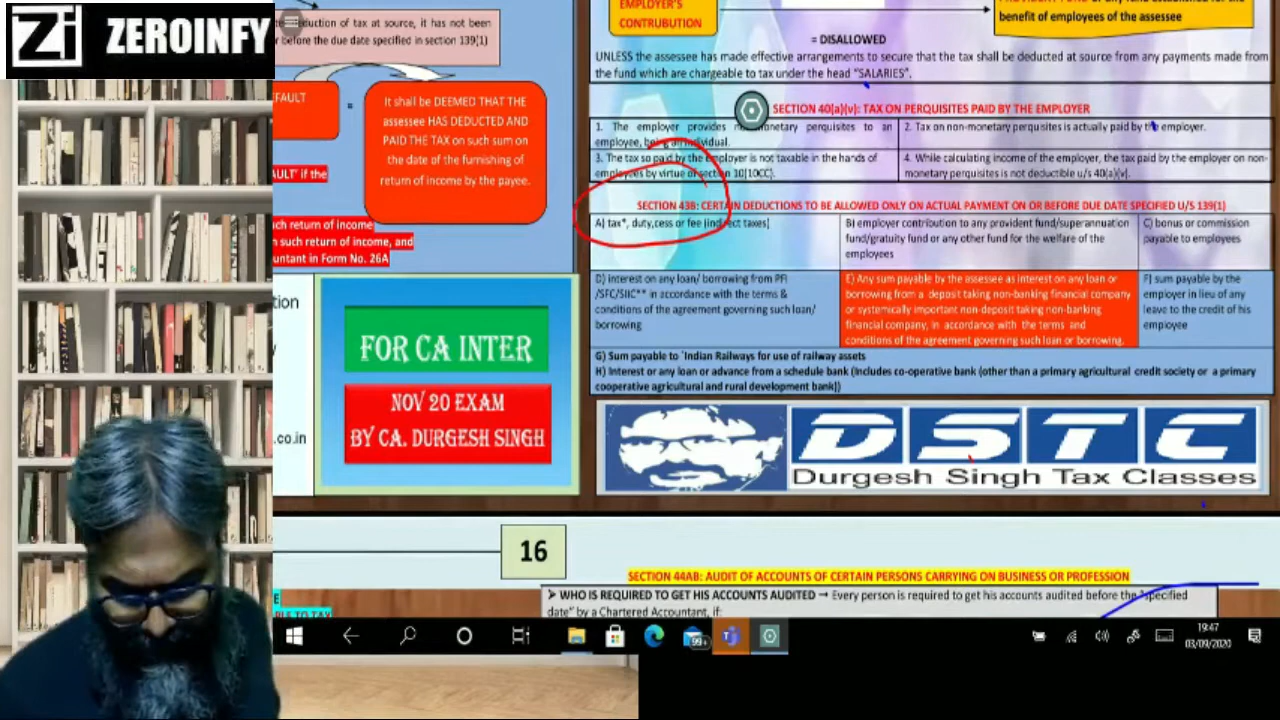 ZEROINFY
duction of tax at source, it has not been
r before the due date specified in section 139(1)
EFAULT
=
It shall be DEEMED THAT THE
assessee HAS DEDUCTED AND
PAID THE TAX on such sum on
the date of the furnishing of
return of income by the payee.
AULT" if the
uch return of income
n such return of income, and
untant in Form No. 26A
tion
.co.in
FOR CA INTER
NOV 20 EXAM
BY CA. DURGESH SINGH
EMPLOYER'S
CONTRUBUTION
benefit of employees of the assessee
= DISALLOWED
UNLESS the assessee has made effective arrangements to secure that the tax shall be deducted at source from any payments made from
the fund which are chargeable to tax under the head "SALARIES".
SECTION 40(a)(v): TAX ON PERQUISITES PAID BY THE EMPLOYER
1. The employer provides monetary perquisites to an
employee, being an individual.
2. Tax on non-monetary perquisites is actually paid by the employer.
3. The tax so paid by the employer is not taxable in the hands of
employees by virtue of section 10(10CC).
4. While calculating income of the employer, the tax paid by the employer on non-
monetary perquisites is not deductible u/s 40(a)(v).
SECTION 43B: CERTAIN DEDUCTIONS TO BE ALLOWED ONLY ON ACTUAL PAYMENT ON OR BEFORE DUE DATE SPECIFIED U/S 139(1)
A) tax*, duty,cess or fee (indirect taxes)
B) employer contribution to any provident fund/superannuation
fund/gratuity fund or any other fund for the welfare of the
employees
C) bonus or commission
payable to employees
D) interest on any loan/ borrowing from PFI
/SFC/SIIC** in accordance with the terms &
conditions of the agreement governing such loan/
borrowing
E) Any sum payable by the assessee as interest on any loan or
borrowing from a deposit taking non-banking financial company
or systemically important non-deposit taking non-banking
financial company, in accordance with the terms and
conditions of the agreement governing such loan or borrowing.
F) sum payable by the
employer in lieu of any
leave to the credit of his
employee
G) Sum payable to `Indian Railways for use of railway assets
H) Interest or any loan or advance from a schedule bank (Includes co-operative bank (other than a primary agricultural credit society or a primary
cooperative agricultural and rural development bank))
DSTC
Durgesh Singh Tax Classes
16
SECTION 44AB: AUDIT OF ACCOUNTS OF CERTAIN PERSONS CARRYING ON BUSINESS OR PROFESSION
➢ WHO IS REQUIRED TO GET HIS ACCOUNTS AUDITED → Every person is required to get his accounts audited before the "specified
date" by a Chartered Accountant, if:
99+
19:47
03/09/2020